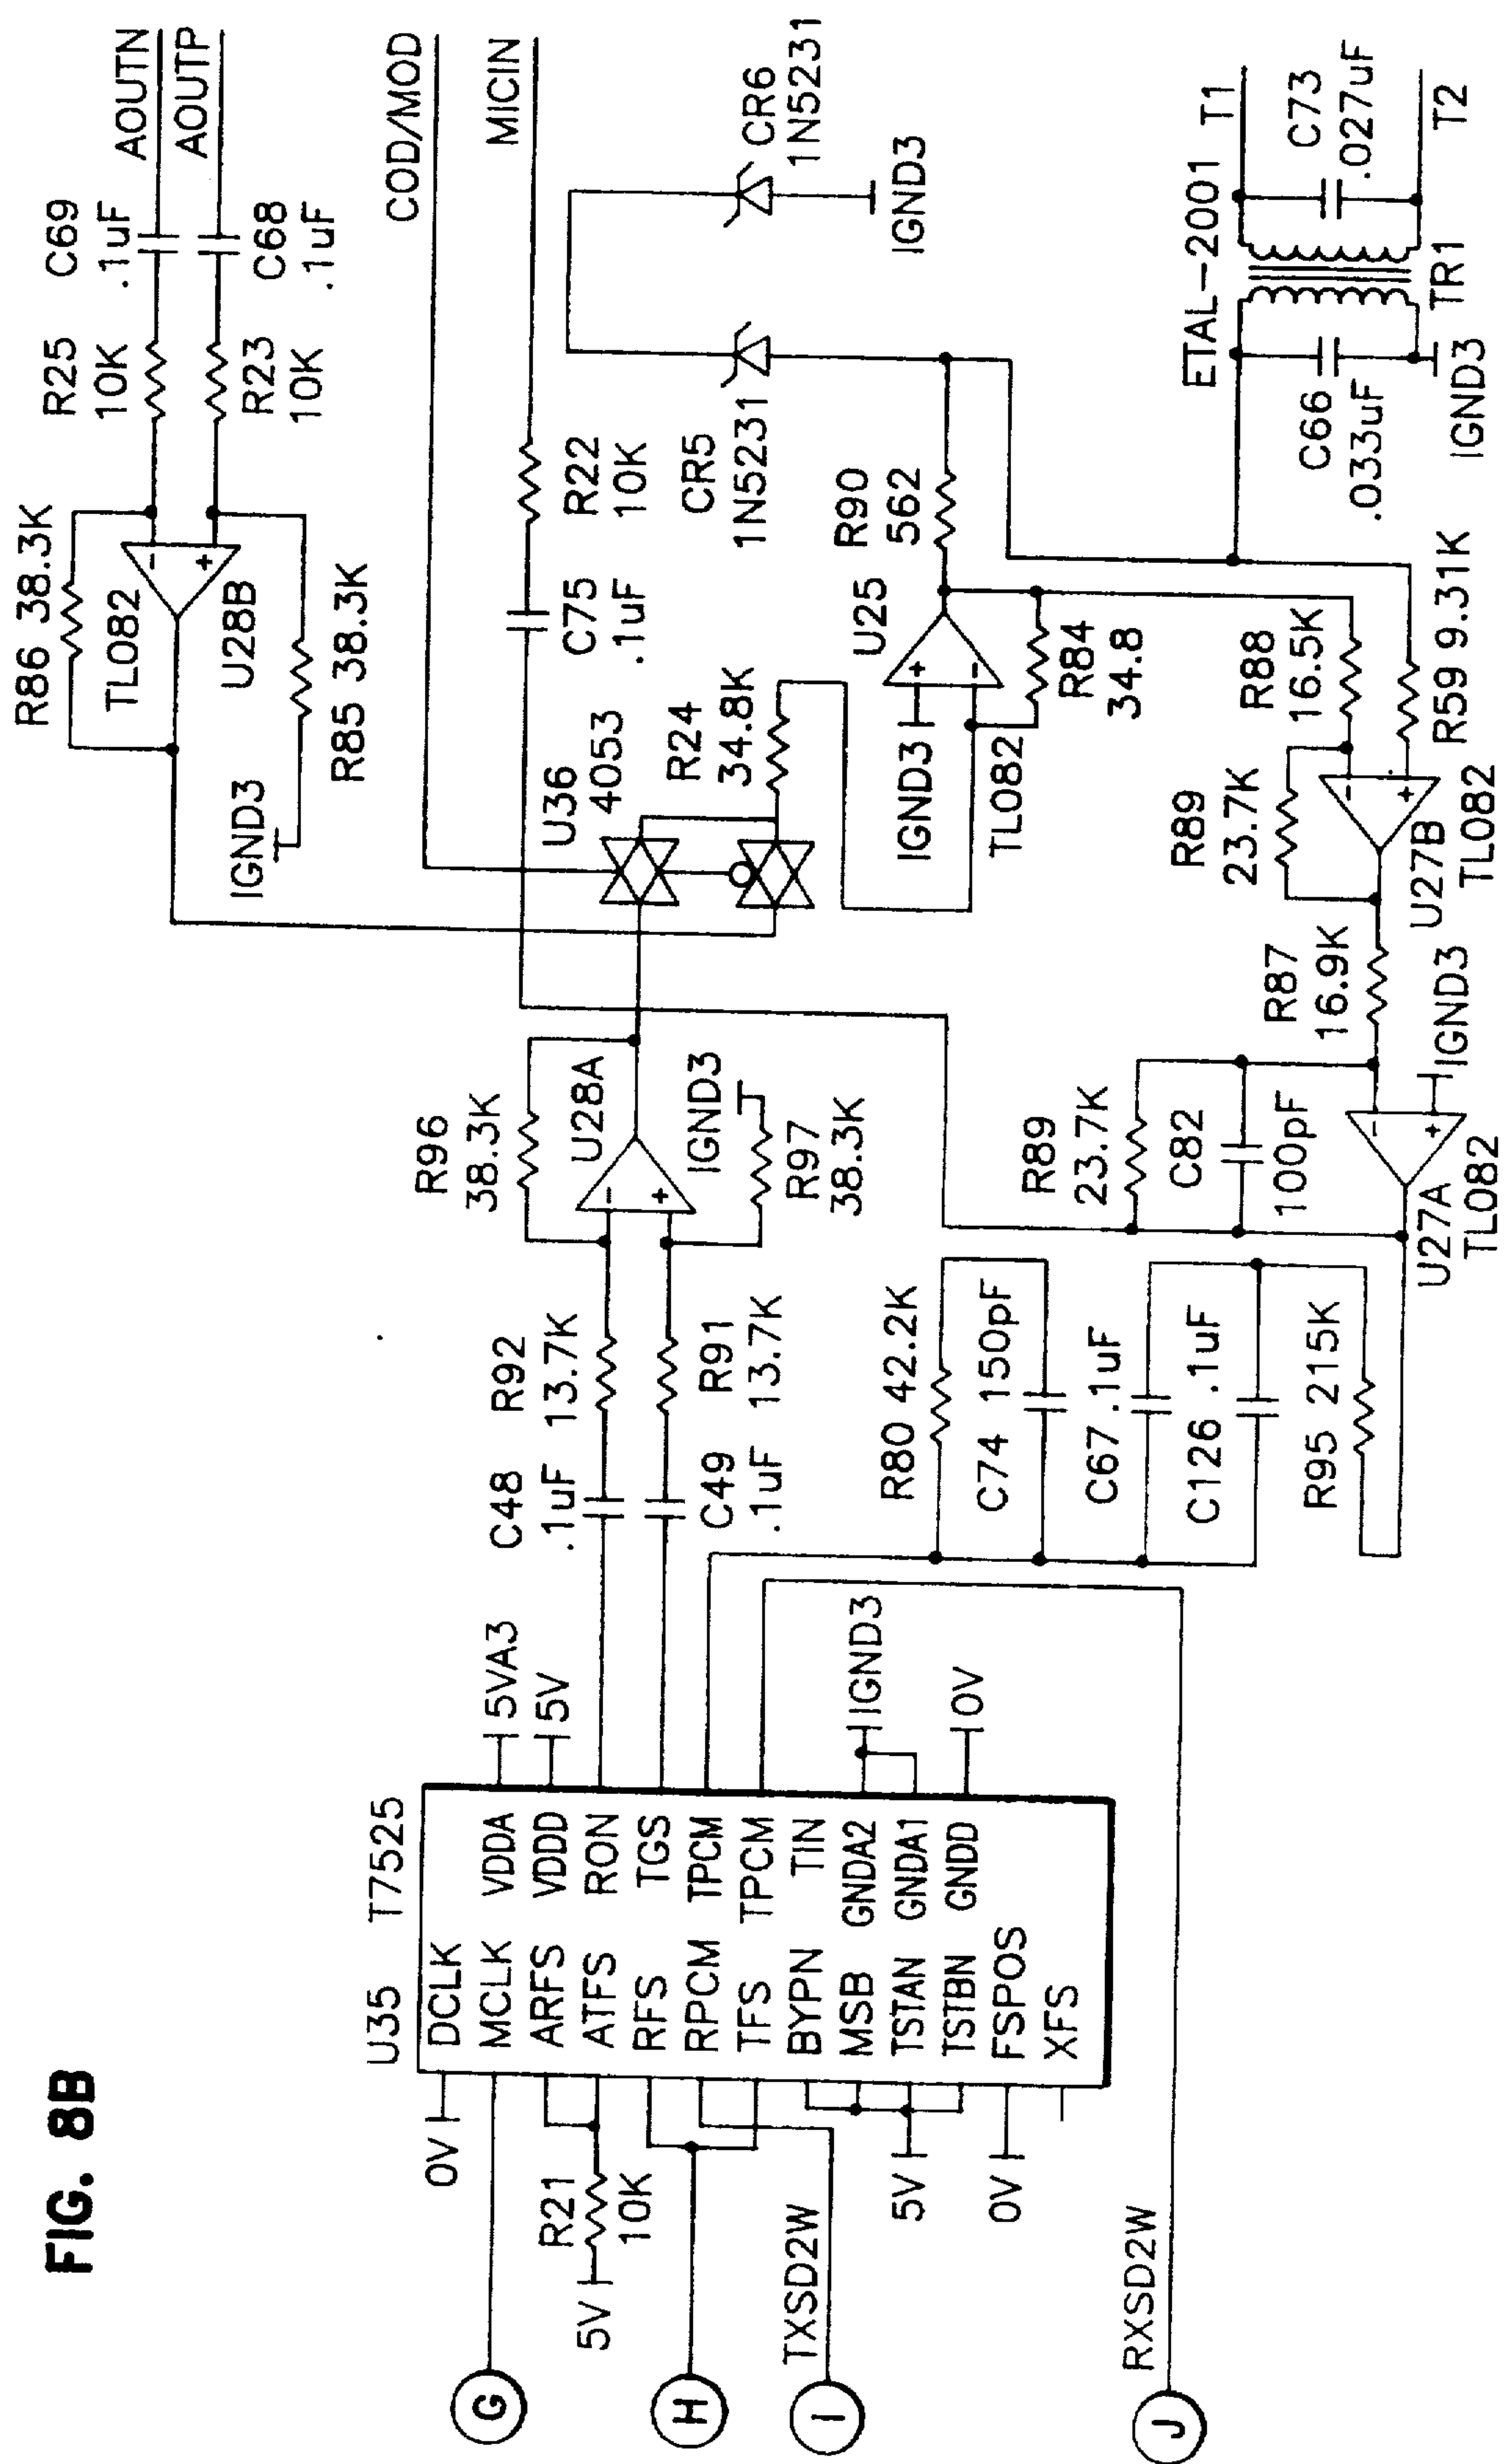 FIG. 8B
U35 T7525
DCLK
MCLK
ARFS
ATFS
RFS
RPCM
TFS
BYPN
MSB
TSTAN
TSTBN
FSPOS
XFS
VDDA
VDDD
RON
TGS
TPCM
TPCM
TIN
GNDA2
GNDA1
GNDD
0V
5V
R21
10K
5V
0V
G
H
I
J
TXSD2W
RXSD2W
5VA3
5V
IGND3
0V
C48
.1uF
R92
13.7K
C49
.1uF
R91
13.7K
R96
38.3K
U28A
IGND3
R97
38.3K
R80 42.2K
C74 150pF
C67 .1uF
C126 .1uF
R95 215K
R89
23.7K
C82
100pF
-
+
IGND3
U27A
TL082
R87
16.9K
R89
23.7K
U27B
TL082
R88
16.5K
R59 9.31K
R86 38.3K
TL082
U28B
IGND3
R85 38.3K
R25
10K
C69
.1uF
AOUTN
AOUTP
R23
10K
C68
.1uF
COD/MOD
MICIN
C75
.1uF
R22
10K
U36
4053
R24
34.8K
IGND3
TL082
U25
R84
34.8
R90
562
CR5
1N5231
CR6
1N5231
IGND3
ETAL-2001
T1
C73
.027uF
T2
TR1
C66
.033uF
IGND3